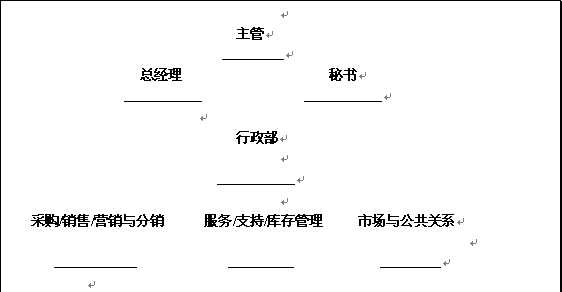 主管
总经理 秘书
行政部
采购/销售/营销与分销 服务/支持/库存管理 市场与公共关系